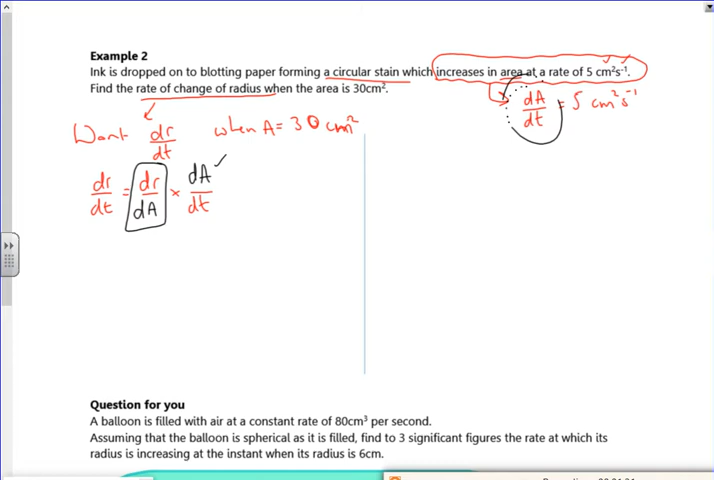 Example 2
Ink is dropped on to blotting paper forming a circular stain which increases in area at a rate of 5 cm²s⁻¹.
Find the rate of change of radius when the area is 30cm².
dA/dt = 5 cm²s⁻¹
Want dr/dt when A = 30 cm²
dr/dt = dr/dA × dA/dt ✓
Question for you
A balloon is filled with air at a constant rate of 80cm³ per second.
Assuming that the balloon is spherical as it is filled, find to 3 significant figures the rate at which its
radius is increasing at the instant when its radius is 6cm.